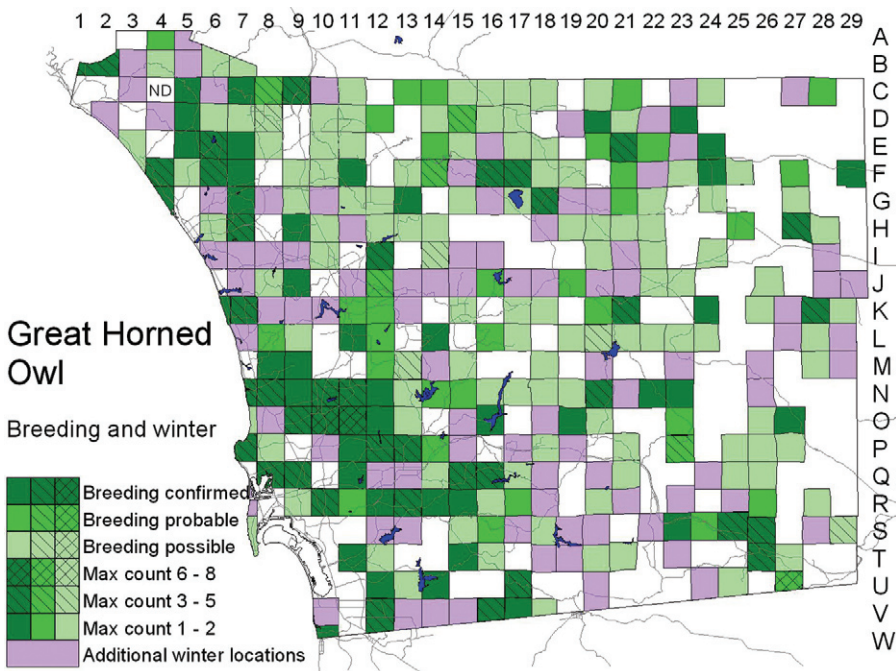 1 2 3 4 5 6 7 8 9 10 11 12 13 14 15 16 17 18 19 20 21 22 23 24 25 26 27 28 29
A
B
C
ND
D
E
F
G
H
I
J
K
L
M
N
O
P
Q
R
S
T
U
V
W
Great Horned
Owl
Breeding and winter
Breeding confirmed
Breeding probable
Breeding possible
Max count 6 - 8
Max count 3 - 5
Max count 1 - 2
Additional winter locations